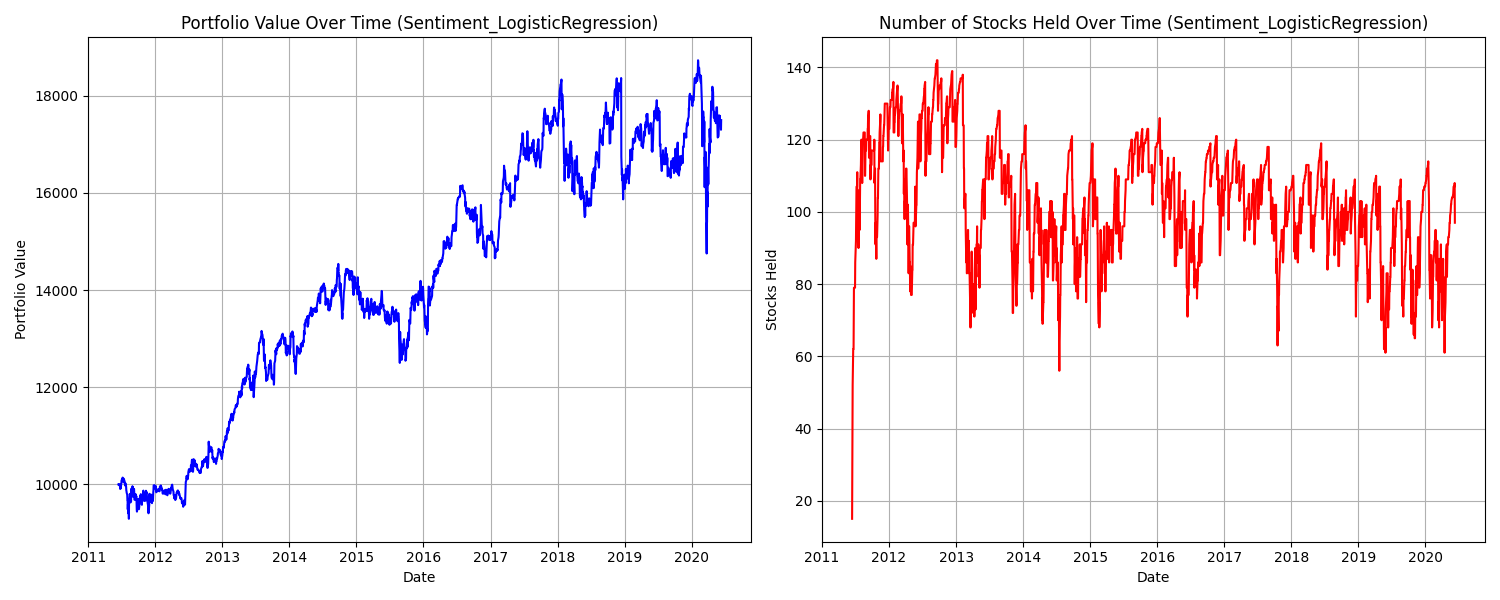 Portfolio Value Over Time (Sentiment_LogisticRegression)
Portfolio Value
18000
16000
14000
12000
10000
2011 2012 2013 2014 2015 2016 2017 2018 2019 2020
Date
Number of Stocks Held Over Time (Sentiment_LogisticRegression)
Stocks Held
140
120
100
80
60
40
20
2011 2012 2013 2014 2015 2016 2017 2018 2019 2020
Date